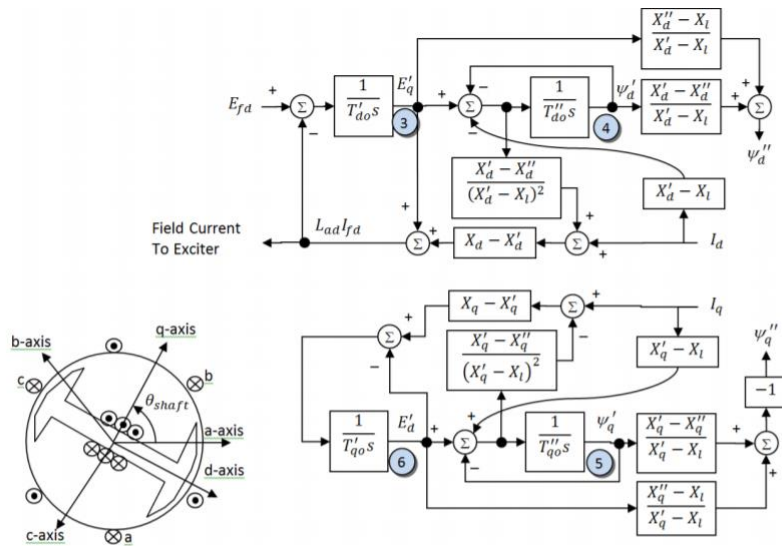 X''_d − X_l
X'_d − X_l
E_fd
+
Σ
−
1
T'_do s
E'_q
3
+
−
Σ
−
1
T''_do s
ψ'_d
4
X'_d − X''_d
X'_d − X_l
+
+
Σ
ψ''_d
X'_d − X''_d
(X'_d − X_l)²
X'_d − X_l
Field Current
To Exciter
L_ad I_fd
+
Σ
+
X_d − X'_d
+
Σ
+
I_d
+
Σ
−
X_q − X'_q
Σ
+
−
I_q
ψ''_q
X'_q − X''_q
(X'_q − X_l)²
X'_q − X_l
−1
1
T'_qo s
E'_d
6
+
+
Σ
−
1
T''_qo s
ψ'_q
5
X'_q − X''_q
X'_q − X_l
+
Σ
+
X''_q − X_l
X'_q − X_l
q-axis
b-axis
c
b
θ_shaft
a-axis
d-axis
c-axis
a